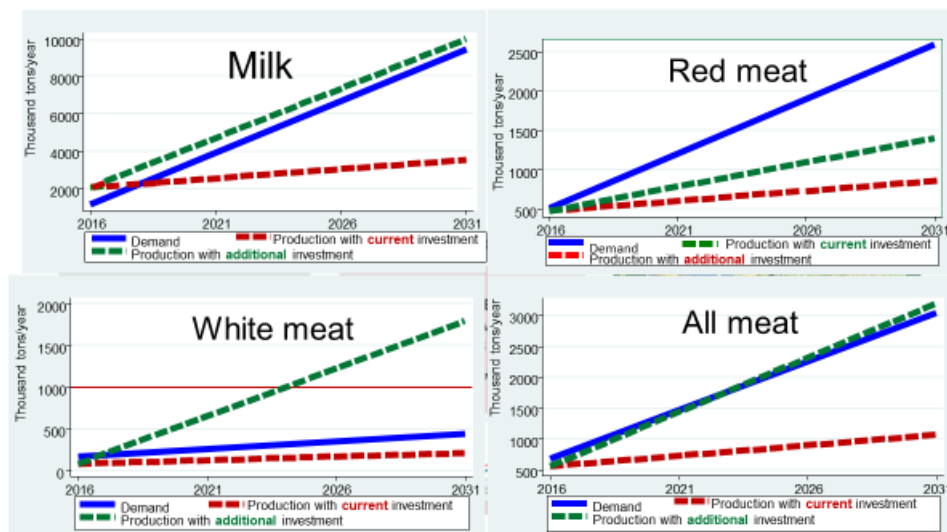 Milk
Thousand tons/year
10000
8000
6000
4000
2000
2016 2021 2026 2031
Demand Production with current investment
Production with additional investment
Red meat
Thousand tons/year
2500
2000
1500
1000
500
2016 2021 2026 2031
Demand Production with current investment
Production with additional investment
White meat
Thousand tons/year
2000
1500
1000
500
0
2016 2021 2026 2031
Demand Production with current investment
Production with additional investment
All meat
Thousand tons/year
3000
2500
2000
1500
1000
500
2016 2021 2026 2031
Demand Production with current investment
Production with additional investment